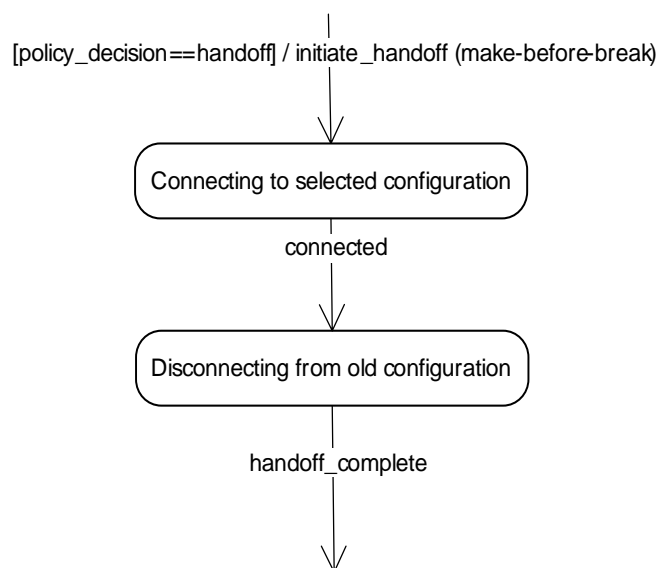 [policy_decision==handoff] / initiate_handoff (make-before-break)
Connecting to selected configuration
connected
Disconnecting from old configuration
handoff_complete